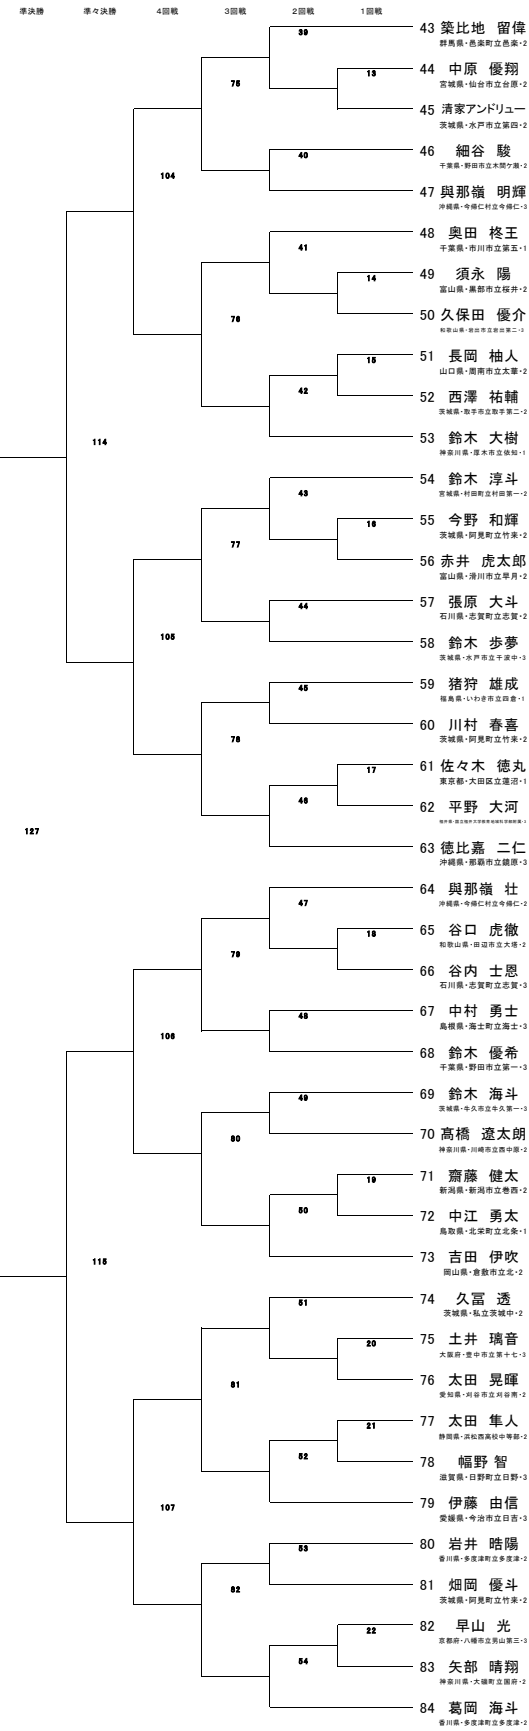 準決勝 準々決勝 4回戦 3回戦 2回戦 1回戦
39
43 築比地 留偉
群馬県・邑楽町立邑楽・2
13
44 中原 優翔
宮城県・仙台市立台原・2
75
45 清家アンドリュー
茨城県・水戸市立第四・2
40
46 細谷 駿
千葉県・野田市立木間ケ瀬・2
104
47 與那嶺 明輝
沖縄県・今帰仁村立今帰仁・3
41
48 奥田 柊王
千葉県・市川市立第五・1
14
49 須永 陽
富山県・黒部市立桜井・2
76
50 久保田 優介
和歌山県・岩出市立岩出第二・3
15
51 長岡 柚人
山口県・周南市立太華・2
42
52 西澤 祐輔
茨城県・取手市立取手第二・2
114
53 鈴木 大樹
神奈川県・厚木市立依知・1
43
54 鈴木 淳斗
宮城県・村田町立村田第一・2
16
55 今野 和輝
茨城県・阿見町立竹来・2
77
56 赤井 虎太郎
富山県・滑川市立早月・2
44
57 張原 大斗
石川県・志賀町立志賀・2
105
58 鈴木 歩夢
茨城県・水戸市立千波中・3
45
59 猪狩 雄成
福島県・いわき市立四倉・1
78
60 川村 春喜
茨城県・阿見町立竹来・2
17
61 佐々木 徳丸
東京都・大田区立蓮沼・1
46
62 平野 大河
127
63 徳比嘉 二仁
沖縄県・那覇市立鏡原・3
47
64 與那嶺 壮
沖縄県・今帰仁村立今帰仁・2
18
65 谷口 虎徹
和歌山県・田辺市立大塔・2
79
66 谷内 士恩
石川県・志賀町立志賀・3
48
67 中村 勇士
島根県・海士町立海士・3
106
68 鈴木 優希
千葉県・野田市立第一・3
49
69 鈴木 海斗
茨城県・牛久市立牛久第一・3
80
70 髙橋 遼太朗
神奈川県・川崎市立西中原・2
19
71 齋藤 健太
新潟県・新潟市立巻西・2
50
72 中江 勇太
鳥取県・北栄町立北条・1
115
73 吉田 伊吹
岡山県・倉敷市立北・2
51
74 久冨 透
茨城県・私立茨城中・2
20
75 土井 璃音
大阪府・豊中市立第十七・3
81
76 太田 晃暉
愛知県・刈谷市立刈谷南・2
21
77 太田 隼人
静岡県・浜松西高校中等部・2
52
78 幅野 智
滋賀県・日野町立日野・3
107
79 伊藤 由信
愛媛県・今治市立日吉・3
53
80 岩井 晧陽
香川県・多度津町立多度津・2
82
81 畑岡 優斗
茨城県・阿見町立竹来・2
22
82 早山 光
京都府・八幡市立男山第三・3
54
83 矢部 晴翔
神奈川県・大磯町立国府・2
84 葛岡 海斗
香川県・多度津町立多度津・2